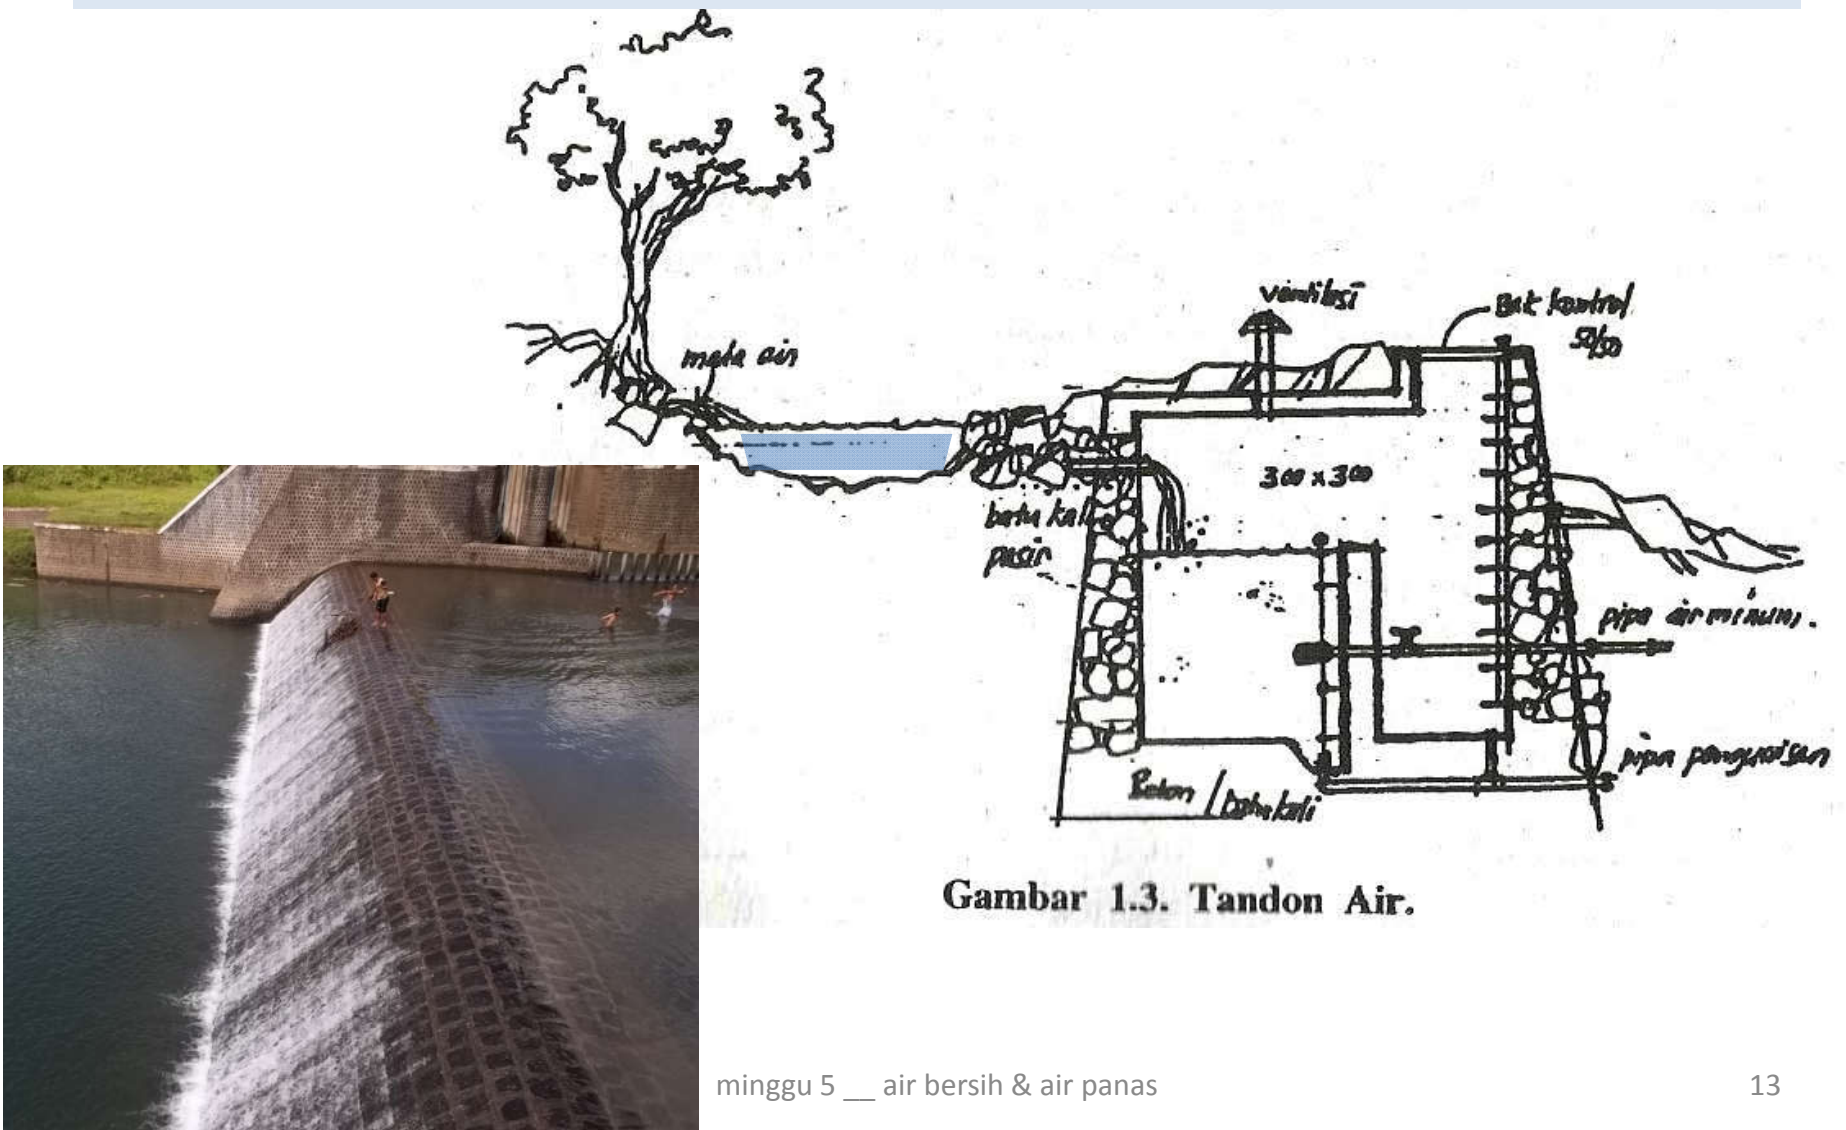 ventilasi
Bak kontrol
50/50
mata air
300 x 300
batu kali
pasir
pipa air minum.
pipa pengurasan
Beton / batu kali
Gambar 1.3. Tandon Air.
minggu 5 __ air bersih & air panas
13